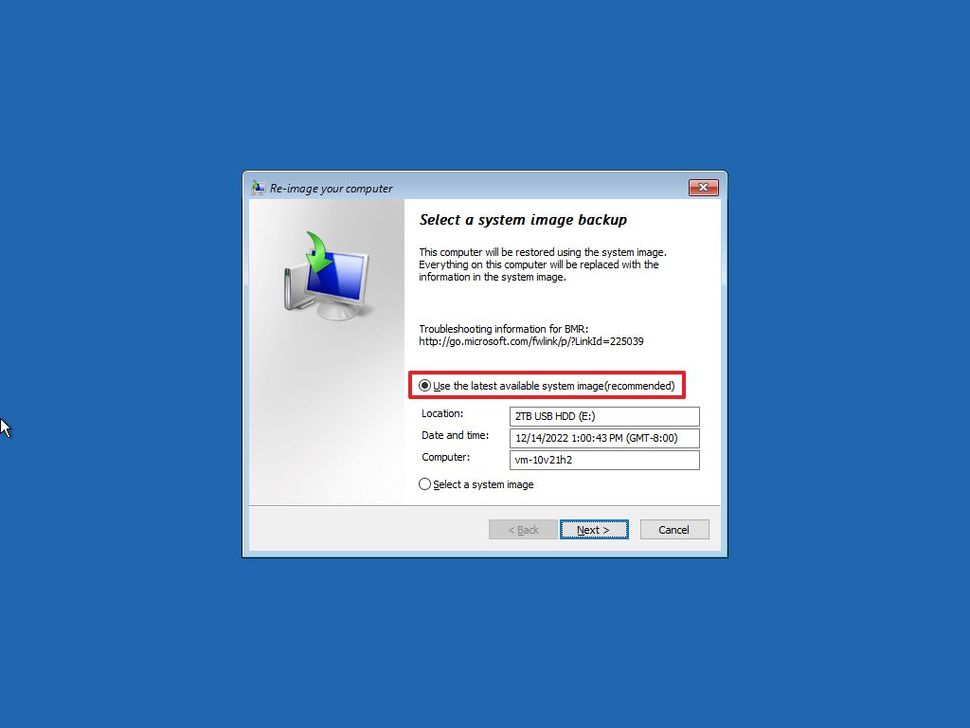 Re-image your computer
Select a system image backup
This computer will be restored using the system image.
Everything on this computer will be replaced with the
information in the system image.
Troubleshooting information for BMR:
http://go.microsoft.com/fwlink/p/?LinkId=225039
Use the latest available system image(recommended)
Location: 2TB USB HDD (E:)
Date and time: 12/14/2022 1:00:43 PM (GMT-8:00)
Computer: vm-10v21h2
Select a system image
< Back Next > Cancel